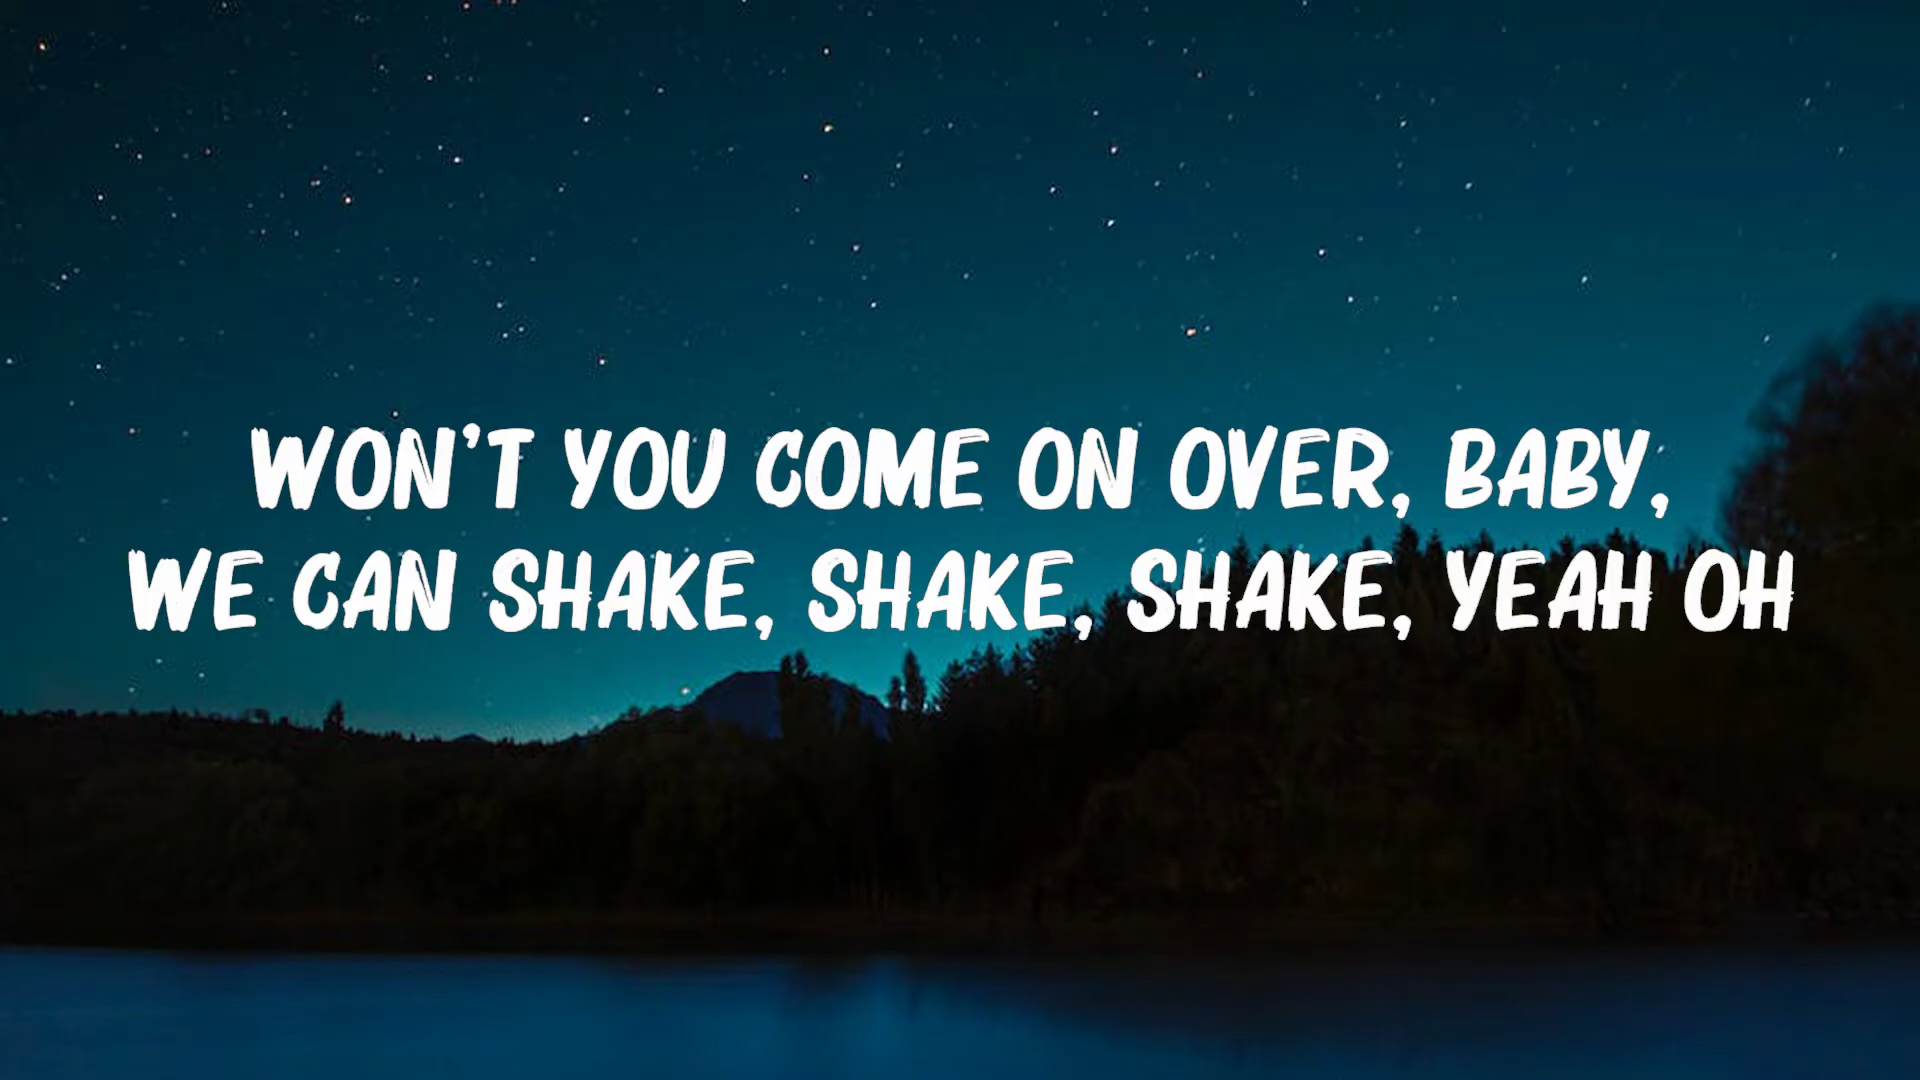 WON'T YOU COME ON OVER, BABY,
WE CAN SHAKE, SHAKE, SHAKE, YEAH OH